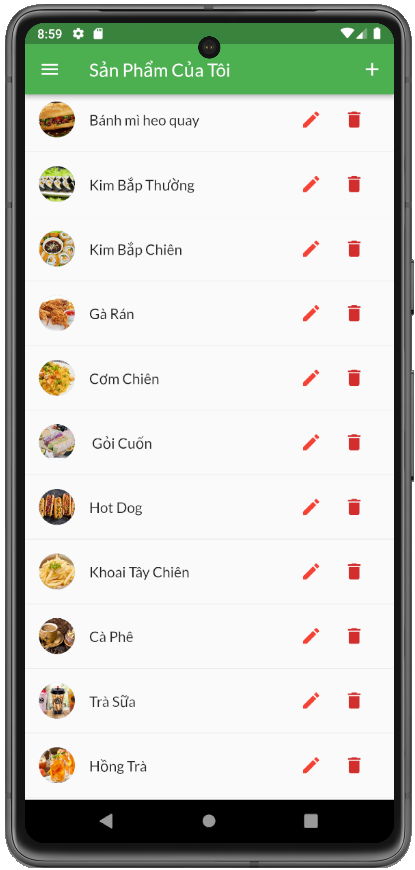 8:59
Sản Phẩm Của Tôi
Bánh mì heo quay
Kim Bắp Thường
Kim Bắp Chiên
Gà Rán
Cơm Chiên
Gỏi Cuốn
Hot Dog
Khoai Tây Chiên
Cà Phê
Trà Sữa
Hồng Trà